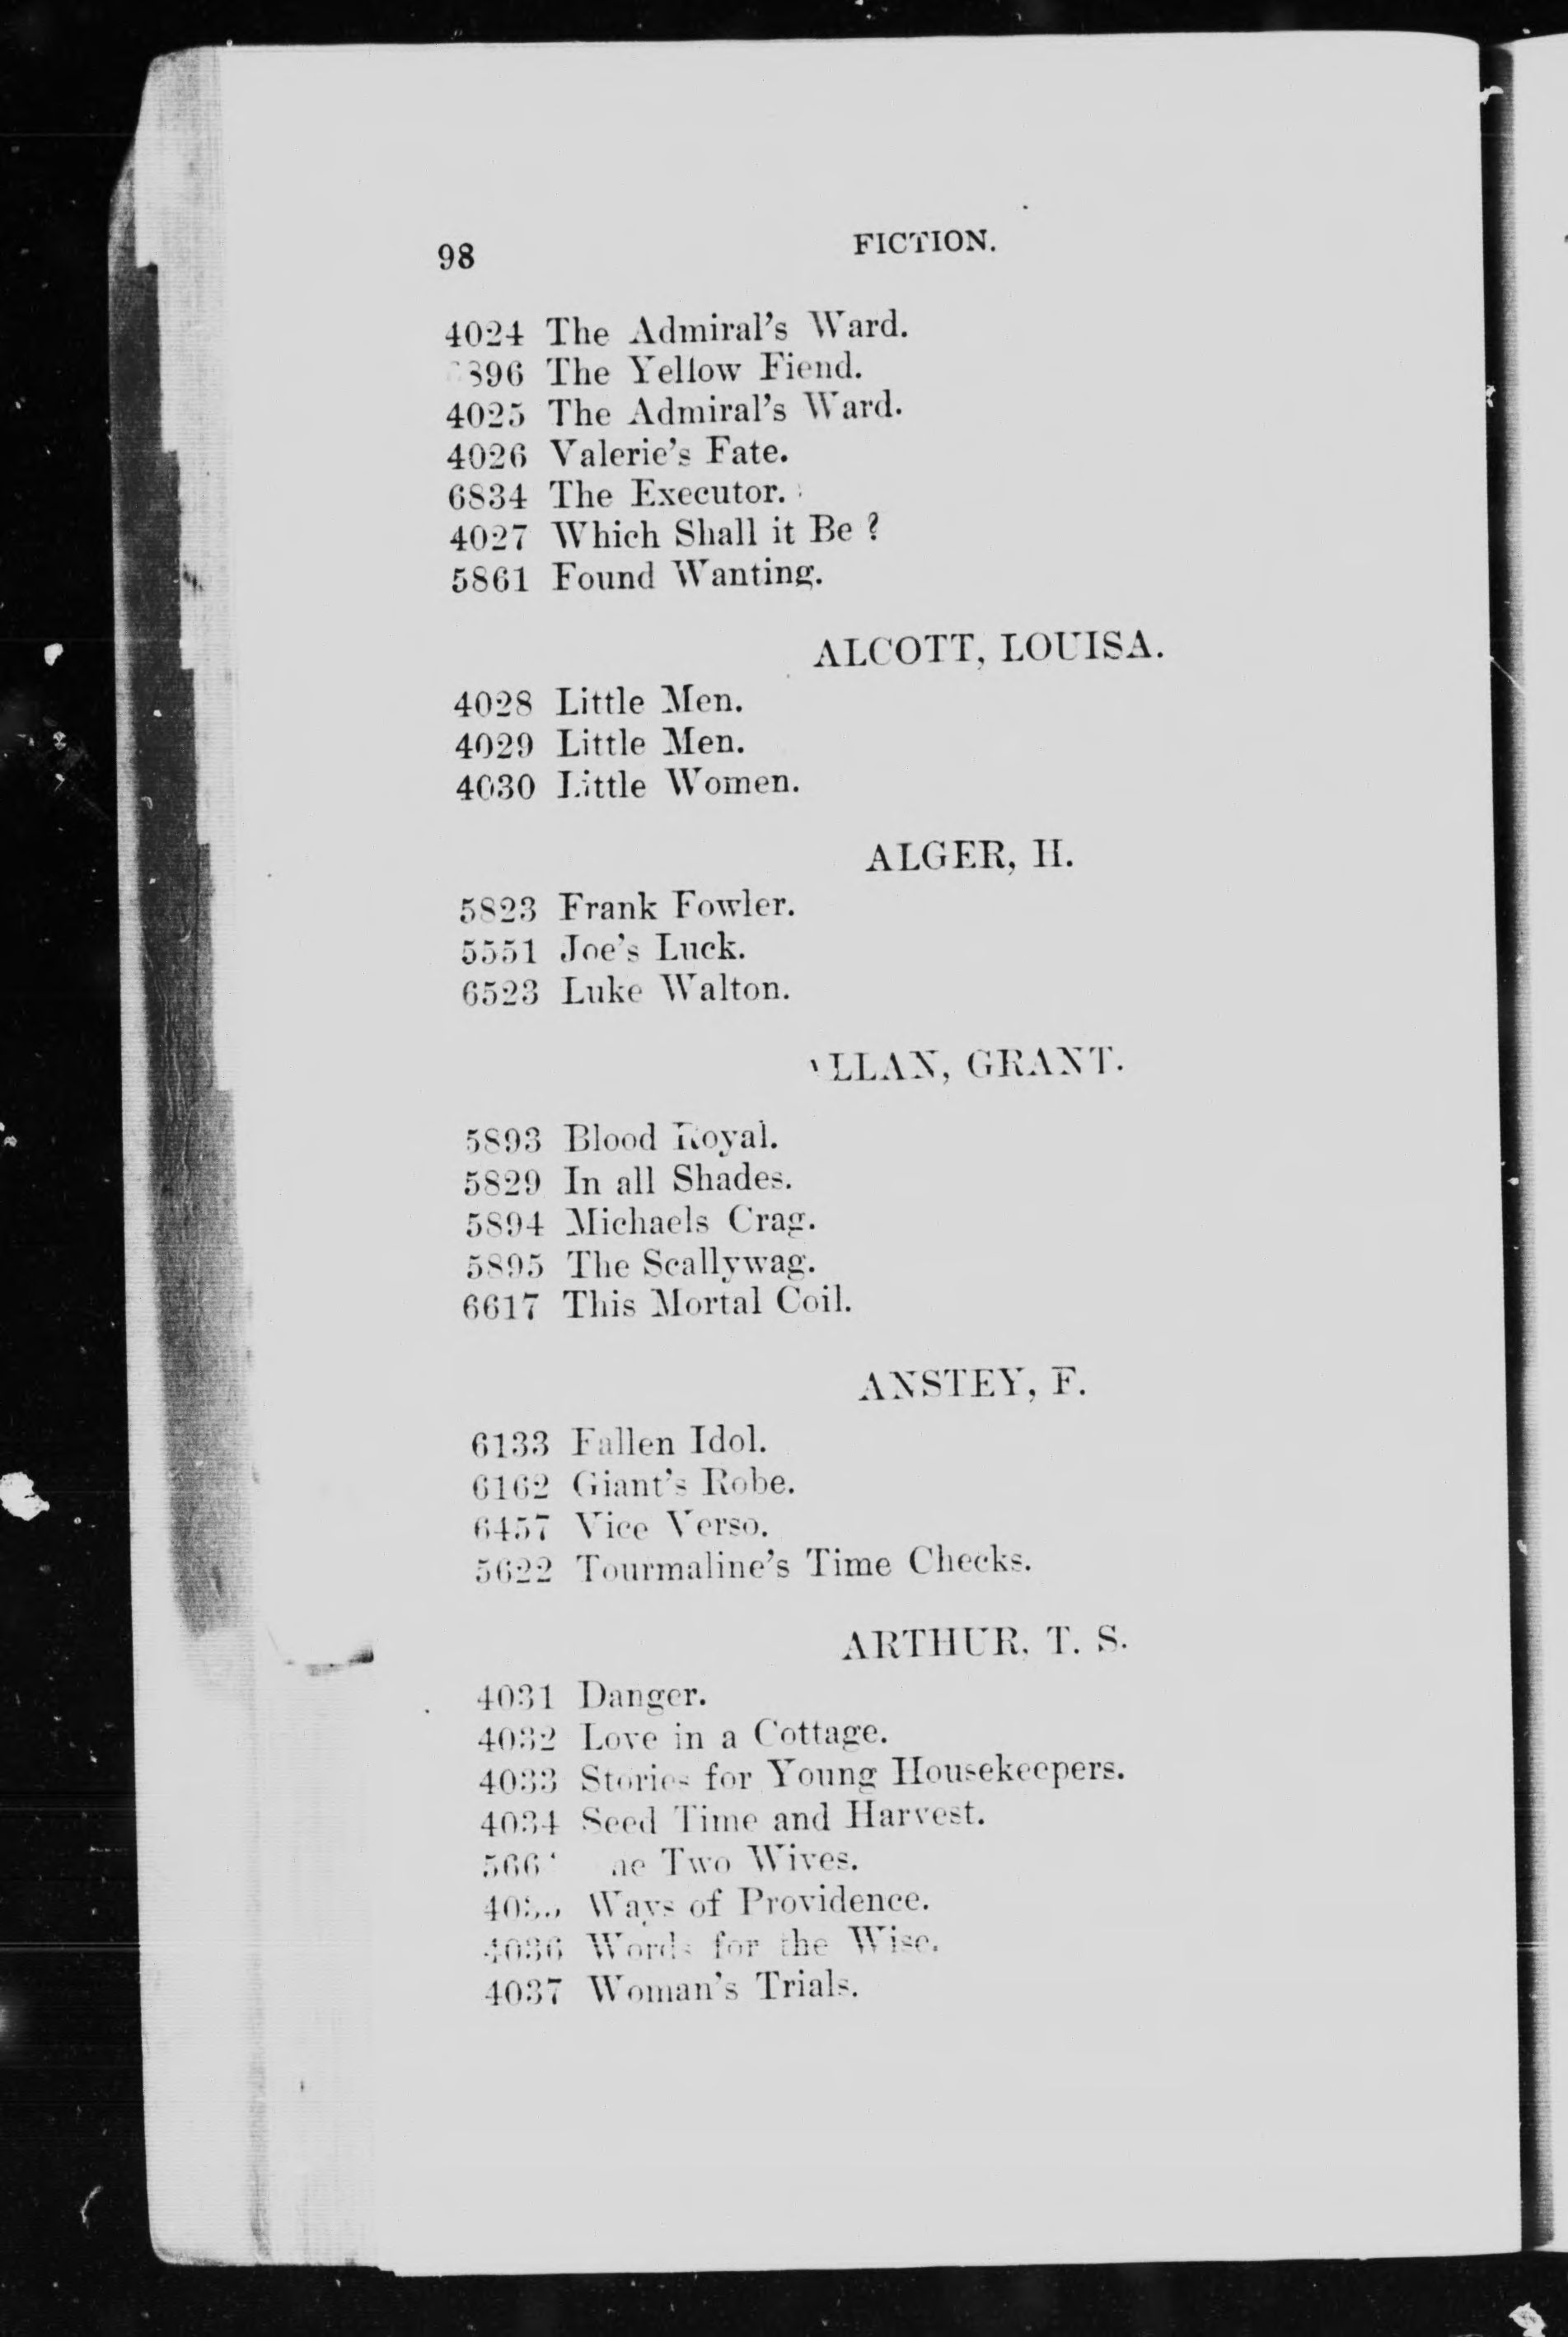 98 FICTION.
4024 The Admiral's Ward.
The Yellow Fiend.
4025 The Admiral's Ward.
4026 Valerie's Fate.
6834 The Executor.
4027 Which Shall it Be ?
5861 Found Wanting.
ALCOTT, LOUISA.
4028 Little Men.
4029 Little Men.
4030 Little Women.
ALGER, H.
5823 Frank Fowler.
5551 Joe's Luck.
6523 Luke Walton.
ALLAN, GRANT.
5893 Blood Royal.
5829 In all Shades.
5894 Michaels Crag.
5895 The Scallywag.
6617 This Mortal Coil.
ANSTEY, F.
6133 Fallen Idol.
6162 Giant's Robe.
6457 Vice Verso.
5622 Tourmaline's Time Checks.
ARTHUR, T. S.
4031 Danger.
4032 Love in a Cottage.
4033 Stories for Young Housekeepers.
4034 Seed Time and Harvest.
Two Wives.
Ways of Providence.
4036 Words for the Wise.
4037 Woman's Trials.